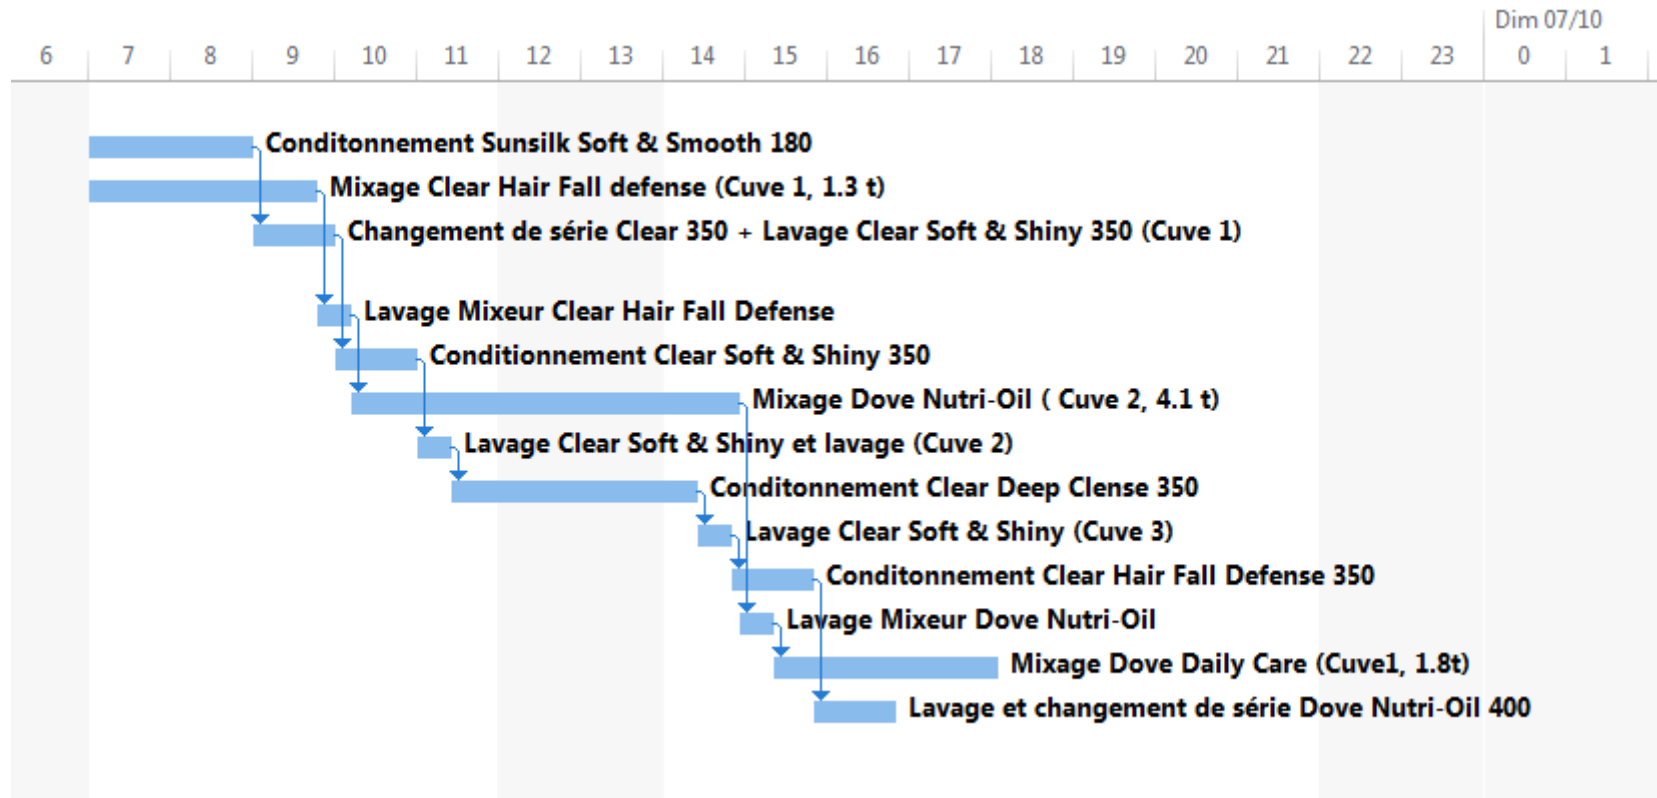 Dim 07/10
6 7 8 9 10 11 12 13 14 15 16 17 18 19 20 21 22 23 0 1
Conditonnement Sunsilk Soft & Smooth 180
Mixage Clear Hair Fall defense (Cuve 1, 1.3 t)
Changement de série Clear 350 + Lavage Clear Soft & Shiny 350 (Cuve 1)
Lavage Mixeur Clear Hair Fall Defense
Conditionnement Clear Soft & Shiny 350
Mixage Dove Nutri-Oil ( Cuve 2, 4.1 t)
Lavage Clear Soft & Shiny et lavage (Cuve 2)
Conditonnement Clear Deep Clense 350
Lavage Clear Soft & Shiny (Cuve 3)
Conditonnement Clear Hair Fall Defense 350
Lavage Mixeur Dove Nutri-Oil
Mixage Dove Daily Care (Cuve1, 1.8t)
Lavage et changement de série Dove Nutri-Oil 400